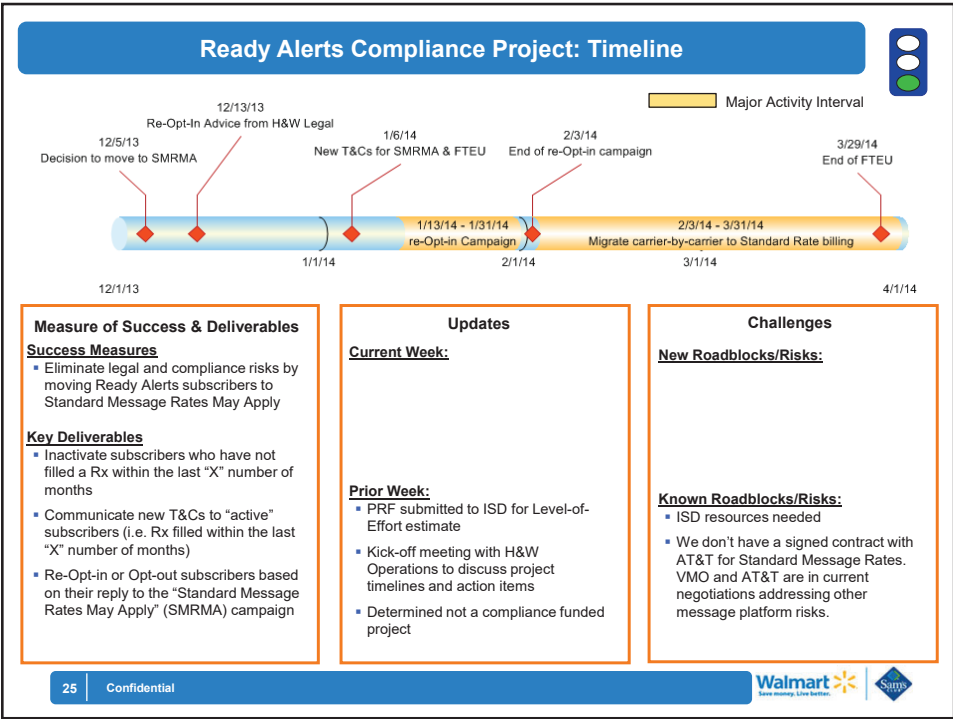 Ready Alerts Compliance Project: Timeline
Major Activity Interval
12/13/13
Re-Opt-In Advice from H&W Legal
12/5/13
Decision to move to SMRMA
1/6/14
New T&Cs for SMRMA & FTEU
2/3/14
End of re-Opt-in campaign
3/29/14
End of FTEU
1/13/14 - 1/31/14
re-Opt-in Campaign
2/3/14 - 3/31/14
Migrate carrier-by-carrier to Standard Rate billing
1/1/14
2/1/14
3/1/14
12/1/13
4/1/14
Measure of Success & Deliverables
Success Measures
▪ Eliminate legal and compliance risks by
moving Ready Alerts subscribers to
Standard Message Rates May Apply
Key Deliverables
▪ Inactivate subscribers who have not
filled a Rx within the last “X” number of
months
▪ Communicate new T&Cs to “active”
subscribers (i.e. Rx filled within the last
“X” number of months)
▪ Re-Opt-in or Opt-out subscribers based
on their reply to the “Standard Message
Rates May Apply” (SMRMA) campaign
Updates
Current Week:
Prior Week:
▪ PRF submitted to ISD for Level-of-
Effort estimate
▪ Kick-off meeting with H&W
Operations to discuss project
timelines and action items
▪ Determined not a compliance funded
project
Challenges
New Roadblocks/Risks:
Known Roadblocks/Risks:
▪ ISD resources needed
▪ We don’t have a signed contract with
AT&T for Standard Message Rates.
VMO and AT&T are in current
negotiations addressing other
message platform risks.
25
Confidential
Walmart
Save money. Live better.
Sam's
CLUB